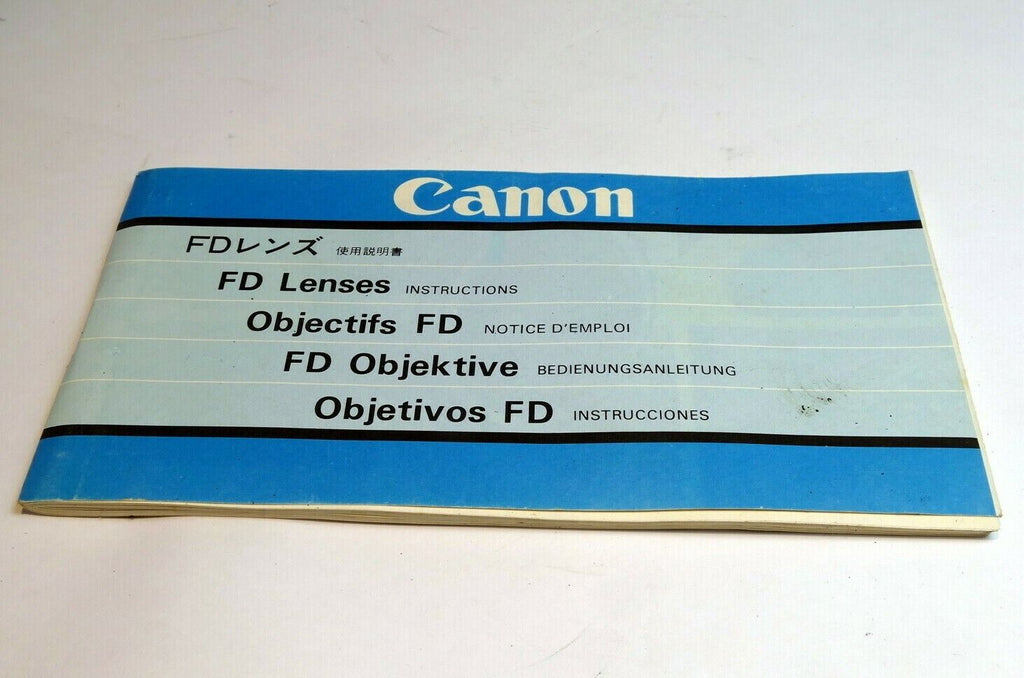 Canon
FDレンズ 使用説明書
FD Lenses INSTRUCTIONS
Objectifs FD NOTICE D'EMPLOI
FD Objektive BEDIENUNGSANLEITUNG
Objetivos FD INSTRUCCIONES